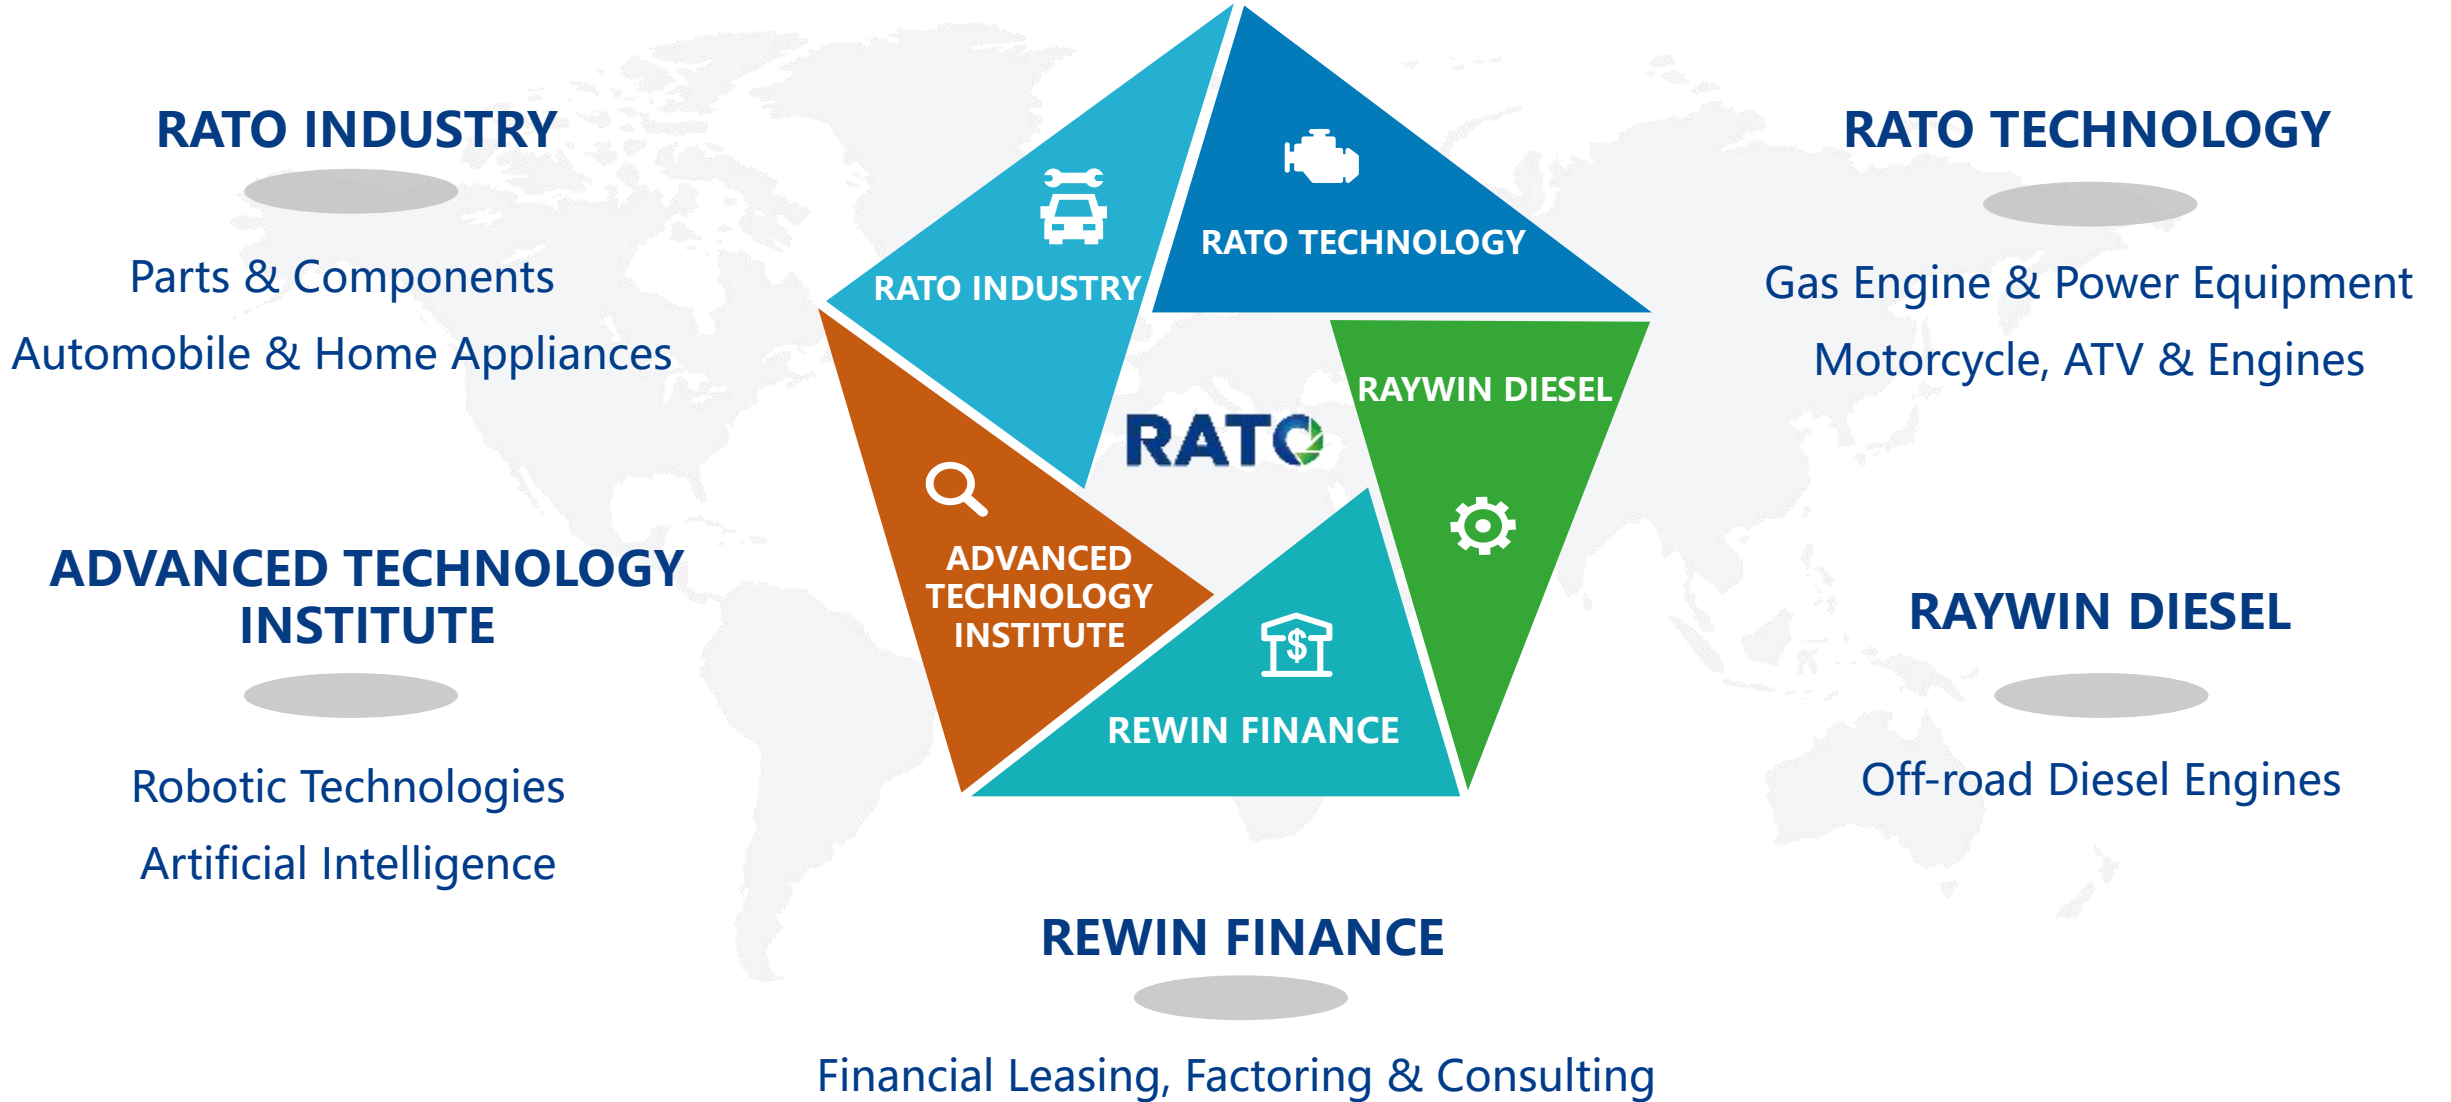 RATO INDUSTRY
Parts & Components
Automobile & Home Appliances
ADVANCED TECHNOLOGY
INSTITUTE
Robotic Technologies
Artificial Intelligence
RATO INDUSTRY
RATO TECHNOLOGY
RAYWIN DIESEL
RATO
ADVANCED
TECHNOLOGY
INSTITUTE
REWIN FINANCE
RATO TECHNOLOGY
Gas Engine & Power Equipment
Motorcycle, ATV & Engines
RAYWIN DIESEL
Off-road Diesel Engines
REWIN FINANCE
Financial Leasing, Factoring & Consulting